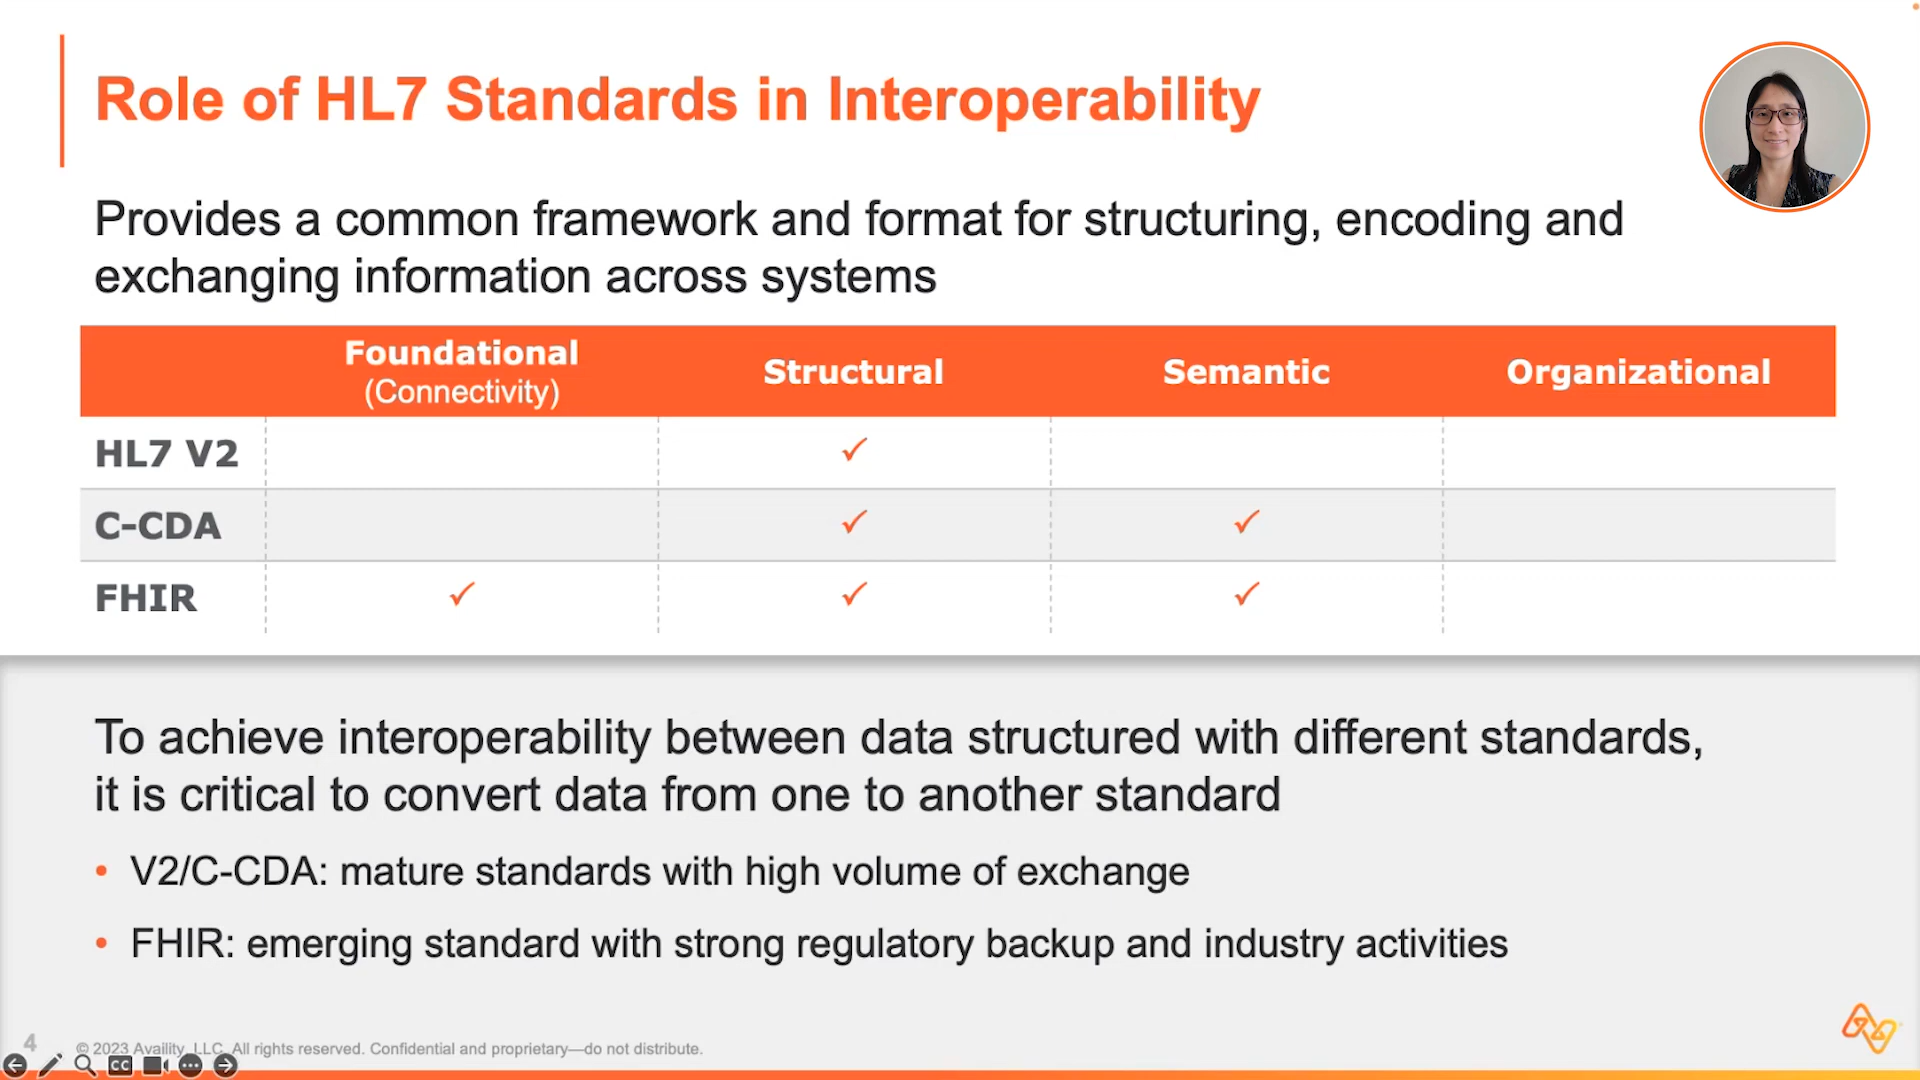 Role of HL7 Standards in Interoperability
Provides a common framework and format for structuring, encoding and
exchanging information across systems
Foundational
(Connectivity)
Structural
Semantic
Organizational
HL7 V2
✓
C-CDA
✓ ✓
FHIR
✓ ✓ ✓
To achieve interoperability between data structured with different standards,
it is critical to convert data from one to another standard
• V2/C-CDA: mature standards with high volume of exchange
• FHIR: emerging standard with strong regulatory backup and industry activities
4
© 2023 Availity, LLC. All rights reserved. Confidential and proprietary—do not distribute.
CC